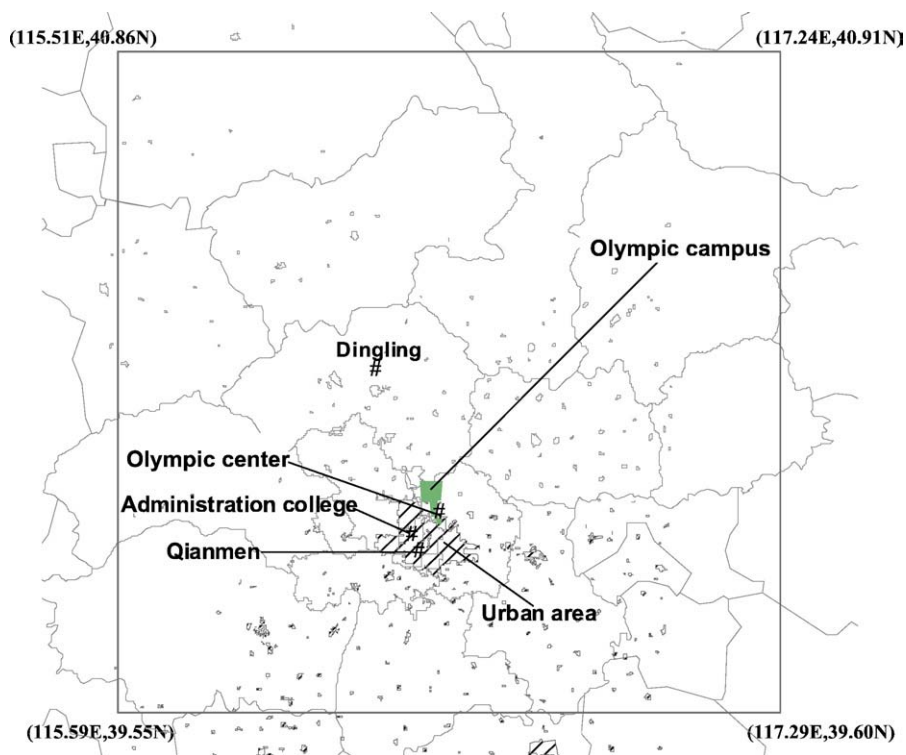 (115.51E,40.86N)
(117.24E,40.91N)
Olympic campus
Dingling
#
Olympic center
#
Administration college
#
Qianmen
#
Urban area
(115.59E,39.55N)
(117.29E,39.60N)